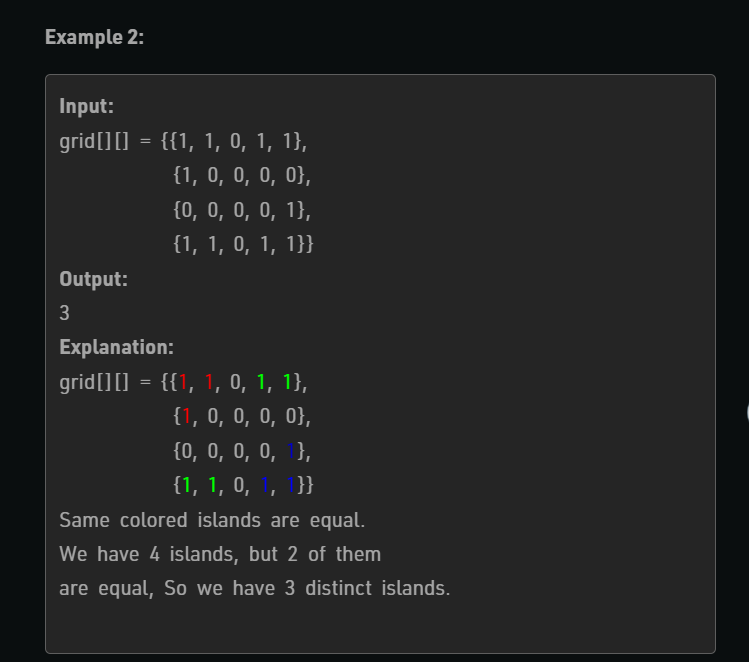 Example 2:
Input:
grid[][] = {{1, 1, 0, 1, 1},
{1, 0, 0, 0, 0},
{0, 0, 0, 0, 1},
{1, 1, 0, 1, 1}}
Output:
3
Explanation:
grid[][] = {{1, 1, 0, 1, 1},
{1, 0, 0, 0, 0},
{0, 0, 0, 0, 1},
{1, 1, 0, 1, 1}}
Same colored islands are equal.
We have 4 islands, but 2 of them
are equal, So we have 3 distinct islands.